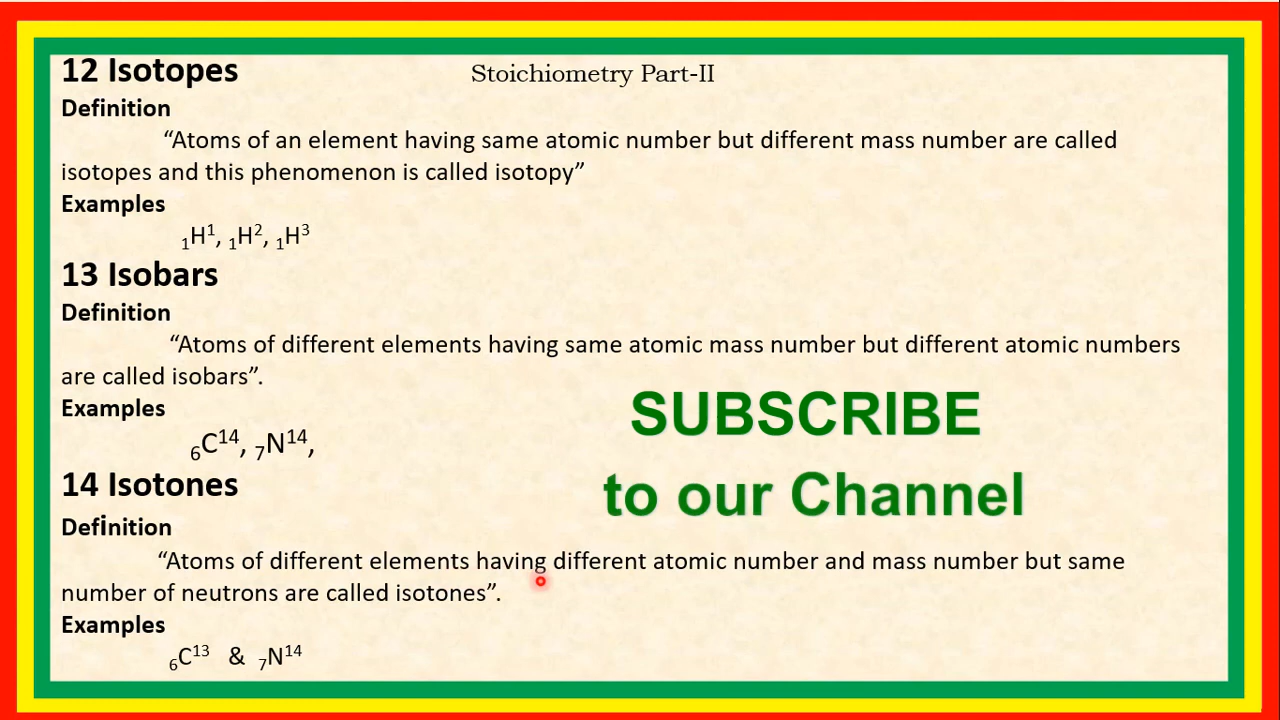 12 Isotopes
Stoichiometry Part-II
Definition
“Atoms of an element having same atomic number but different mass number are called
isotopes and this phenomenon is called isotopy”
Examples
₁H¹, ₁H², ₁H³
13 Isobars
Definition
“Atoms of different elements having same atomic mass number but different atomic numbers
are called isobars”.
Examples
₆C¹⁴, ₇N¹⁴,
SUBSCRIBE
to our Channel
14 Isotones
Definition
“Atoms of different elements having different atomic number and mass number but same
number of neutrons are called isotones”.
Examples
₆C¹³ & ₇N¹⁴